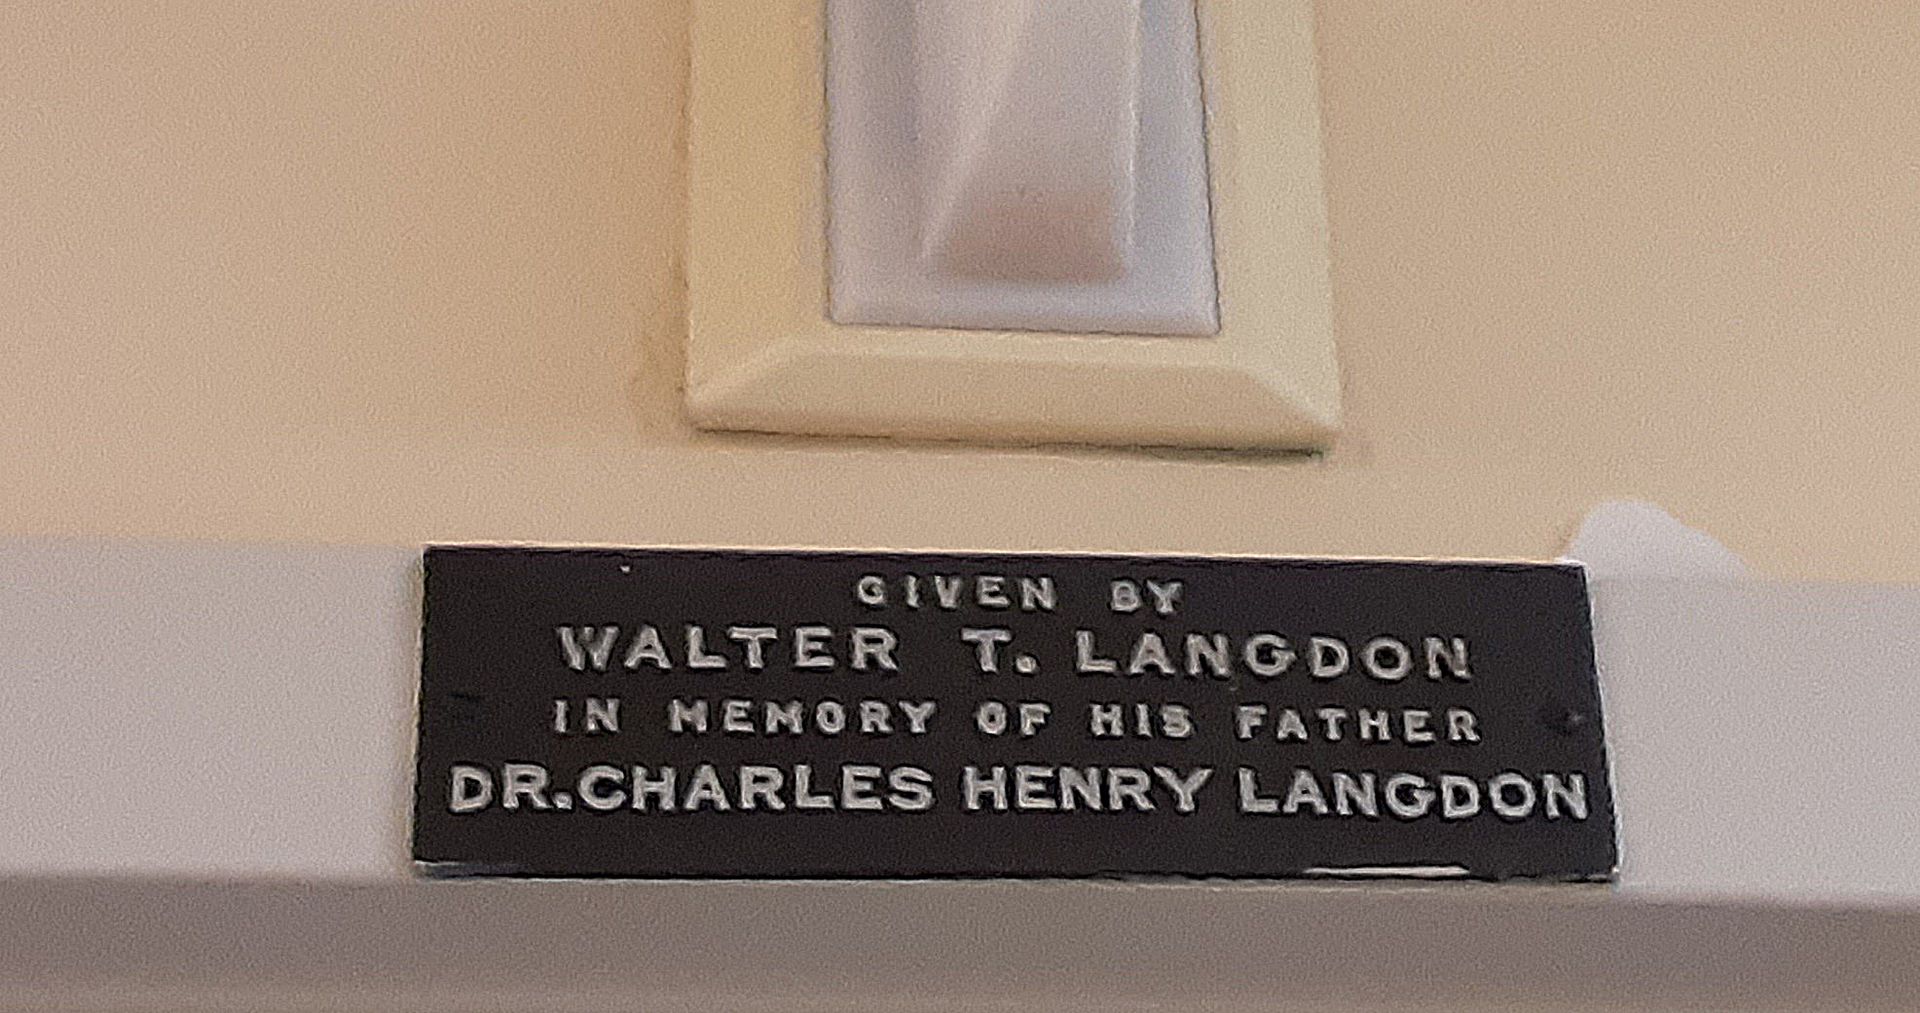 GIVEN BY
WALTER T. LANGDON
IN MEMORY OF HIS FATHER
DR. CHARLES HENRY LANGDON